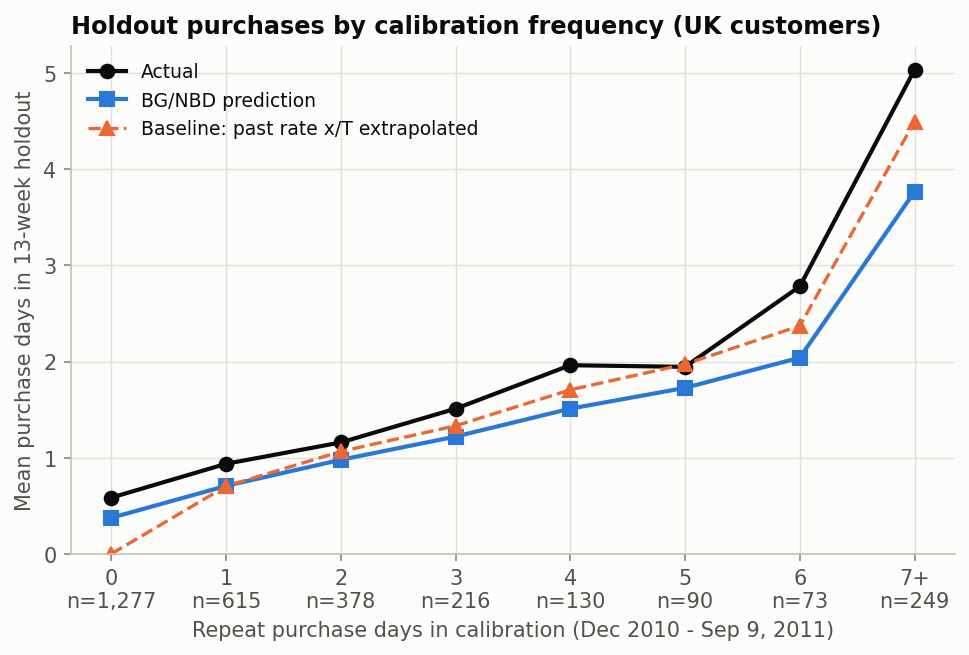 Holdout purchases by calibration frequency (UK customers)
Actual
BG/NBD prediction
Baseline: past rate x/T extrapolated
Mean purchase days in 13-week holdout
5
4
3
2
1
0
0 1 2 3 4 5 6 7+
n=1,277 n=615 n=378 n=216 n=130 n=90 n=73 n=249
Repeat purchase days in calibration (Dec 2010 - Sep 9, 2011)